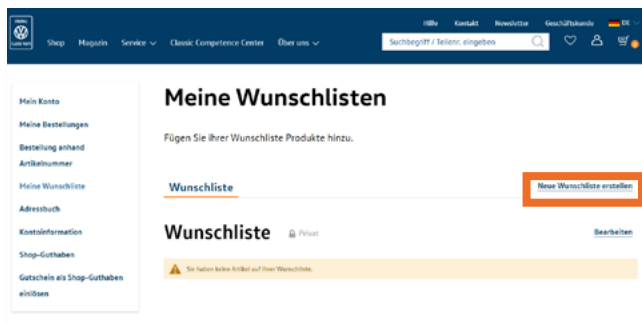 Hilfe Kontakt Newsletter Geschäftskunde DE
Shop Magazin Service Classic Competence Center Über uns Suchbegriff / Teilenr. eingeben
Mein Konto
Meine Bestellungen
Bestellung anhand
Artikelnummer
Meine Wunschliste
Adressbuch
Kontoinformation
Shop-Guthaben
Gutschein als Shop-Guthaben
einlösen
Meine Wunschlisten
Fügen Sie ihrer Wunschliste Produkte hinzu.
Wunschliste Neue Wunschliste erstellen
Wunschliste Privat Bearbeiten
Sie haben keine Artikel auf Ihrer Wunschliste.